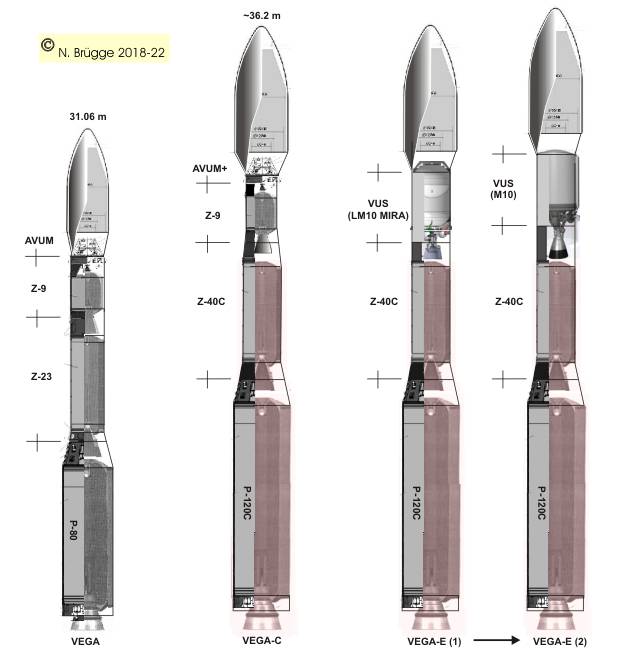 © N. Brügge 2018-22
~36.2 m
31.06 m
AVUM+
Z-9
AVUM
Z-9
Z-23
P-80
VEGA
Z-40C
P-120C
VEGA-C
VUS
(LM10 MIRA)
Z-40C
P-120C
VEGA-E (1)
VUS
(M10)
Z-40C
P-120C
VEGA-E (2)